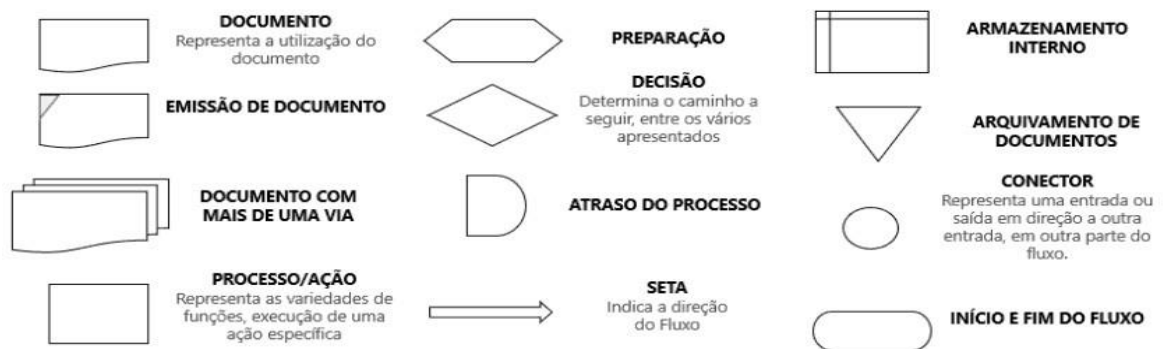 DOCUMENTO
Representa a utilização do
documento
EMISSÃO DE DOCUMENTO
DOCUMENTO COM
MAIS DE UMA VIA
PROCESSO/AÇÃO
Representa as variedades de
funções, execução de uma
ação específica
PREPARAÇÃO
DECISÃO
Determina o caminho a
seguir, entre os vários
apresentados
ATRASO DO PROCESSO
SETA
Indica a direção
do Fluxo
ARMAZENAMENTO
INTERNO
ARQUIVAMENTO DE
DOCUMENTOS
CONECTOR
Representa uma entrada ou
saída em direção a outra
entrada, em outra parte do
fluxo.
INÍCIO E FIM DO FLUXO